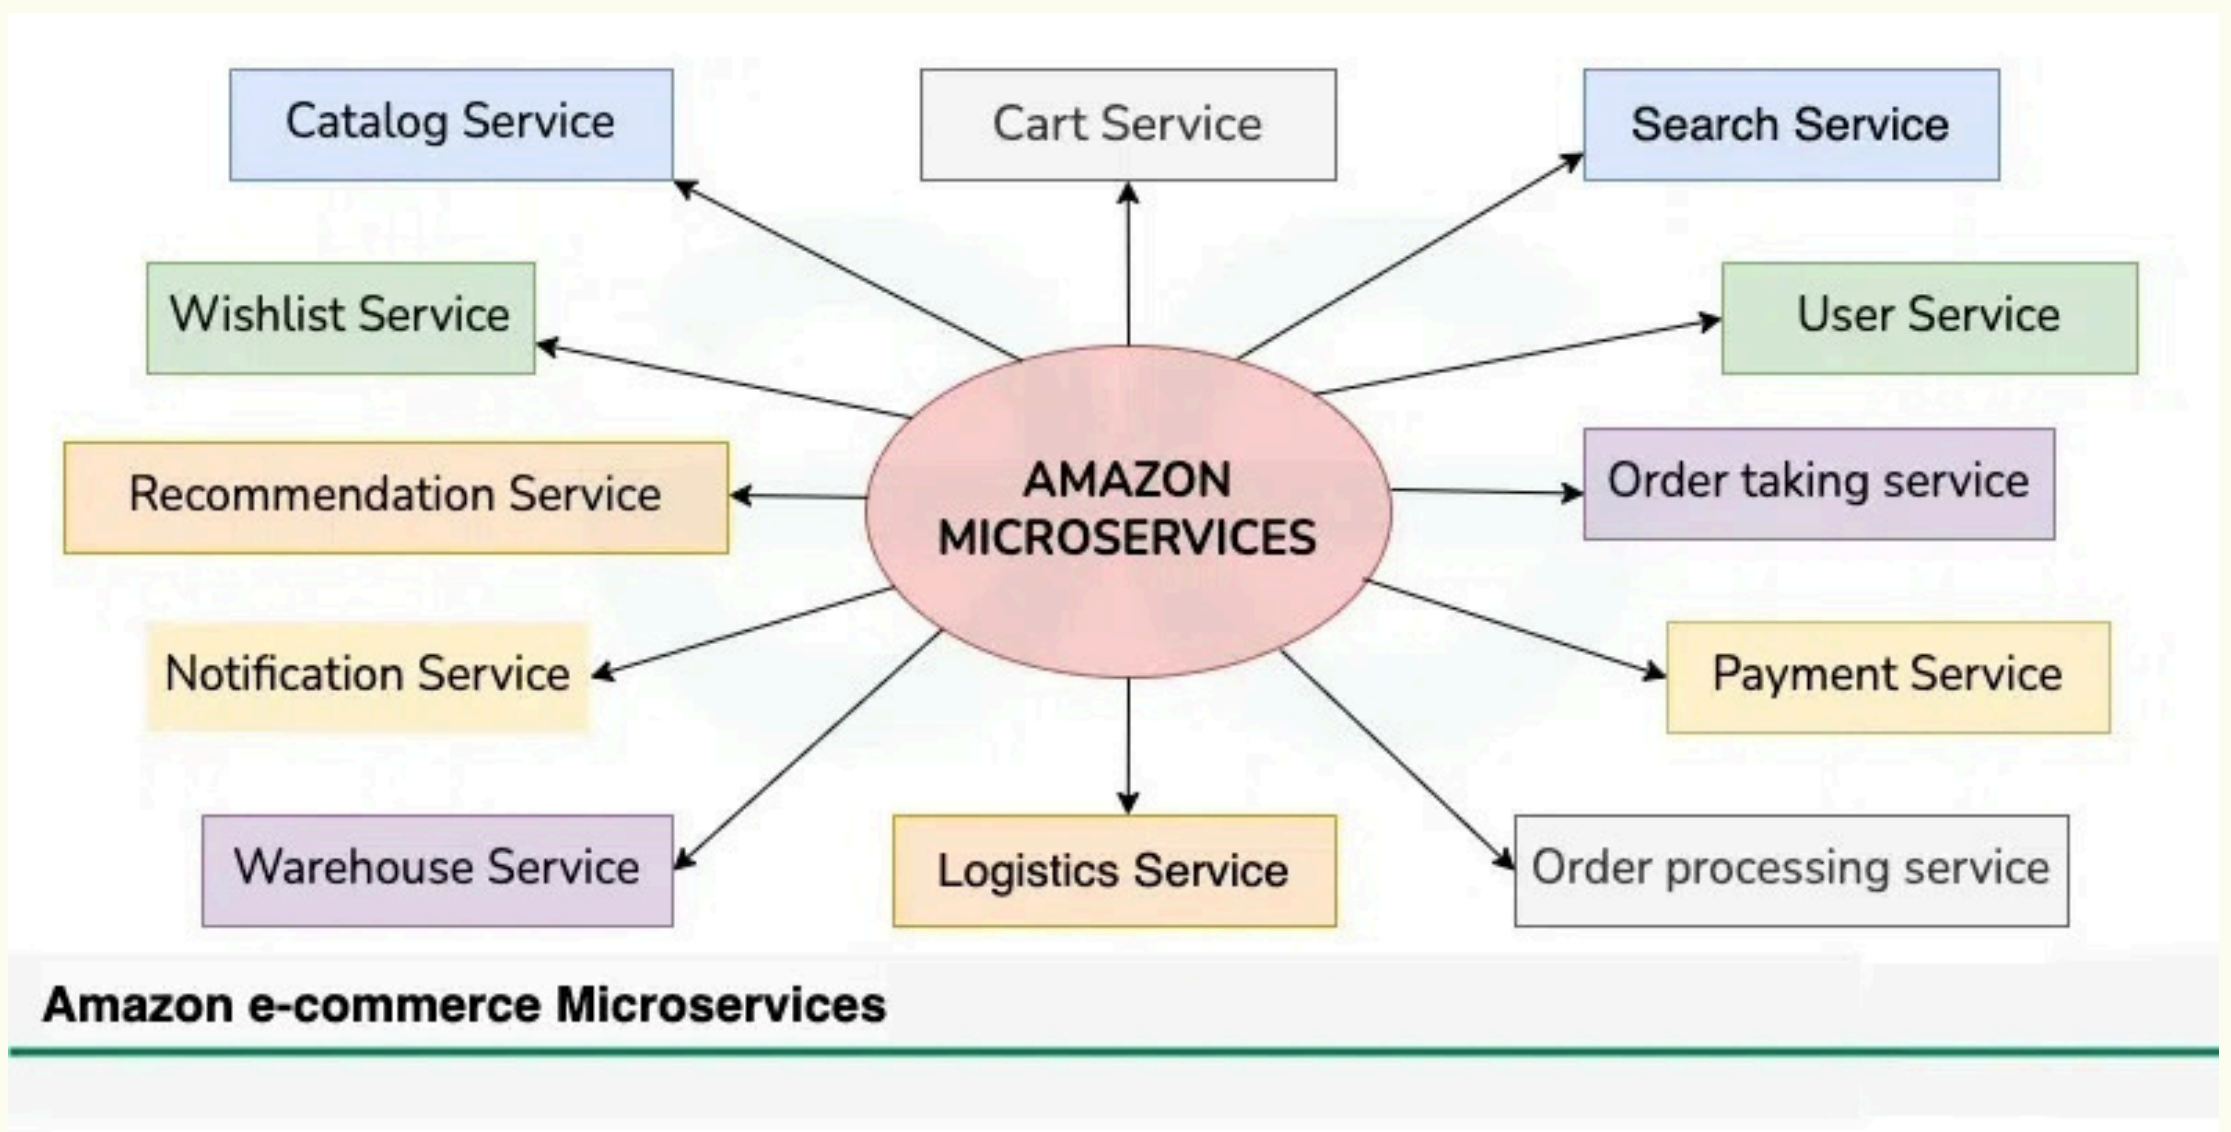 Catalog Service
Cart Service
Search Service
Wishlist Service
User Service
Recommendation Service
AMAZON
MICROSERVICES
Order taking service
Notification Service
Payment Service
Warehouse Service
Logistics Service
Order processing service
Amazon e-commerce Microservices